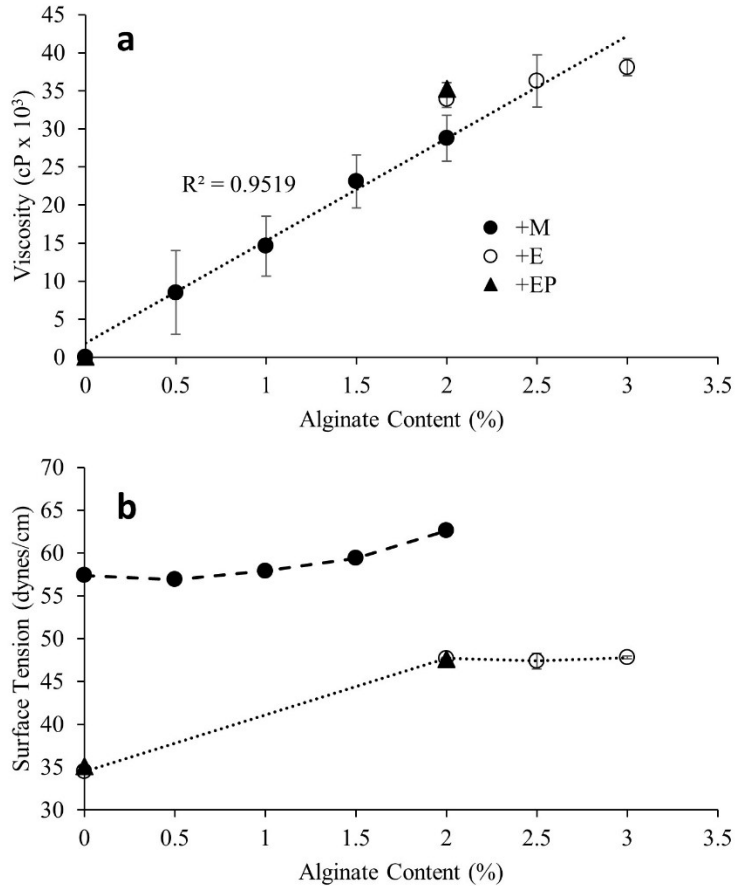 a
45
40
35
30
25
20
15
10
5
0
Viscosity (cP x 10³)
R² = 0.9519
+M
+E
+EP
0 0.5 1 1.5 2 2.5 3 3.5
Alginate Content (%)
b
70
65
60
55
50
45
40
35
30
Surface Tension (dynes/cm)
0 0.5 1 1.5 2 2.5 3 3.5
Alginate Content (%)